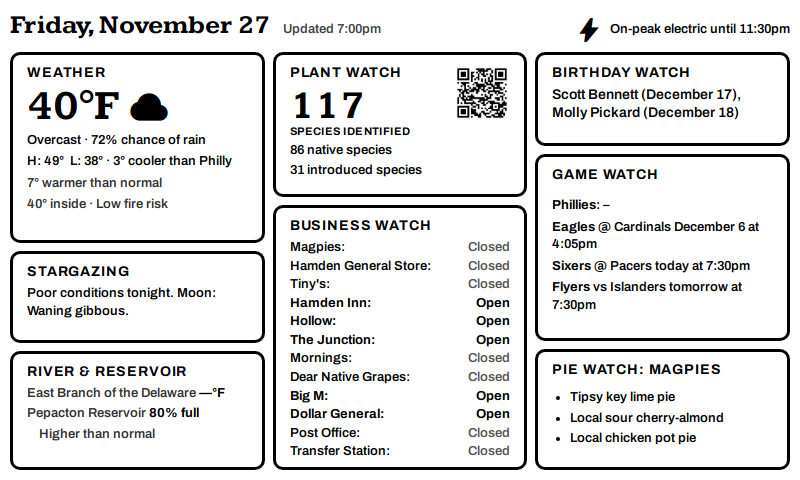 Friday, November 27 Updated 7:00pm
On-peak electric until 11:30pm
WEATHER
40°F
Overcast · 72% chance of rain
H: 49° L: 38° · 3° cooler than Philly
7° warmer than normal
40° inside · Low fire risk
STARGAZING
Poor conditions tonight. Moon:
Waning gibbous.
RIVER & RESERVOIR
East Branch of the Delaware —°F
Pepacton Reservoir 80% full
Higher than normal
PLANT WATCH
117
SPECIES IDENTIFIED
86 native species
31 introduced species
BUSINESS WATCH
Magpies: Closed
Hamden General Store: Closed
Tiny's: Closed
Hamden Inn: Open
Hollow: Open
The Junction: Open
Mornings: Closed
Dear Native Grapes: Closed
Big M: Open
Dollar General: Open
Post Office: Closed
Transfer Station: Closed
BIRTHDAY WATCH
Scott Bennett (December 17),
Molly Pickard (December 18)
GAME WATCH
Phillies: –
Eagles @ Cardinals December 6 at
4:05pm
Sixers @ Pacers today at 7:30pm
Flyers vs Islanders tomorrow at
7:30pm
PIE WATCH: MAGPIES
• Tipsy key lime pie
• Local sour cherry-almond
• Local chicken pot pie